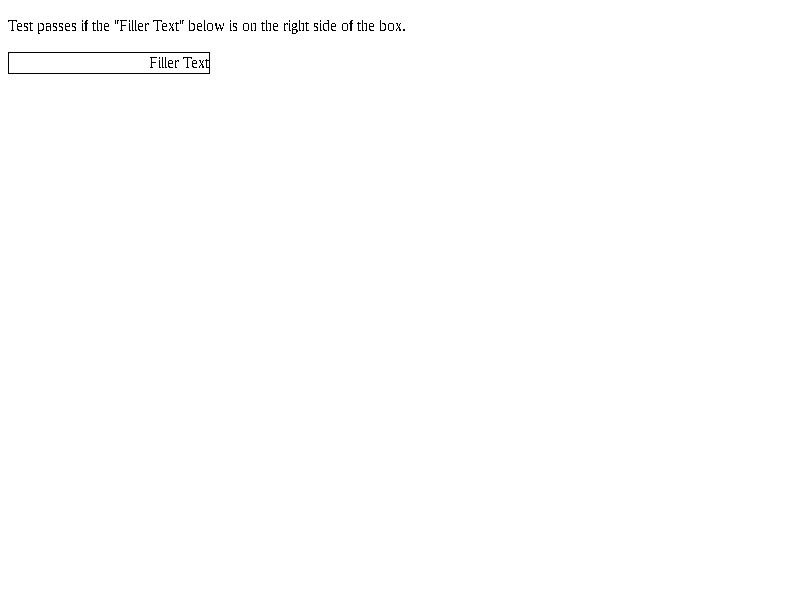 Test passes if the "Filler Text" below is on the right side of the box.
Filler Text